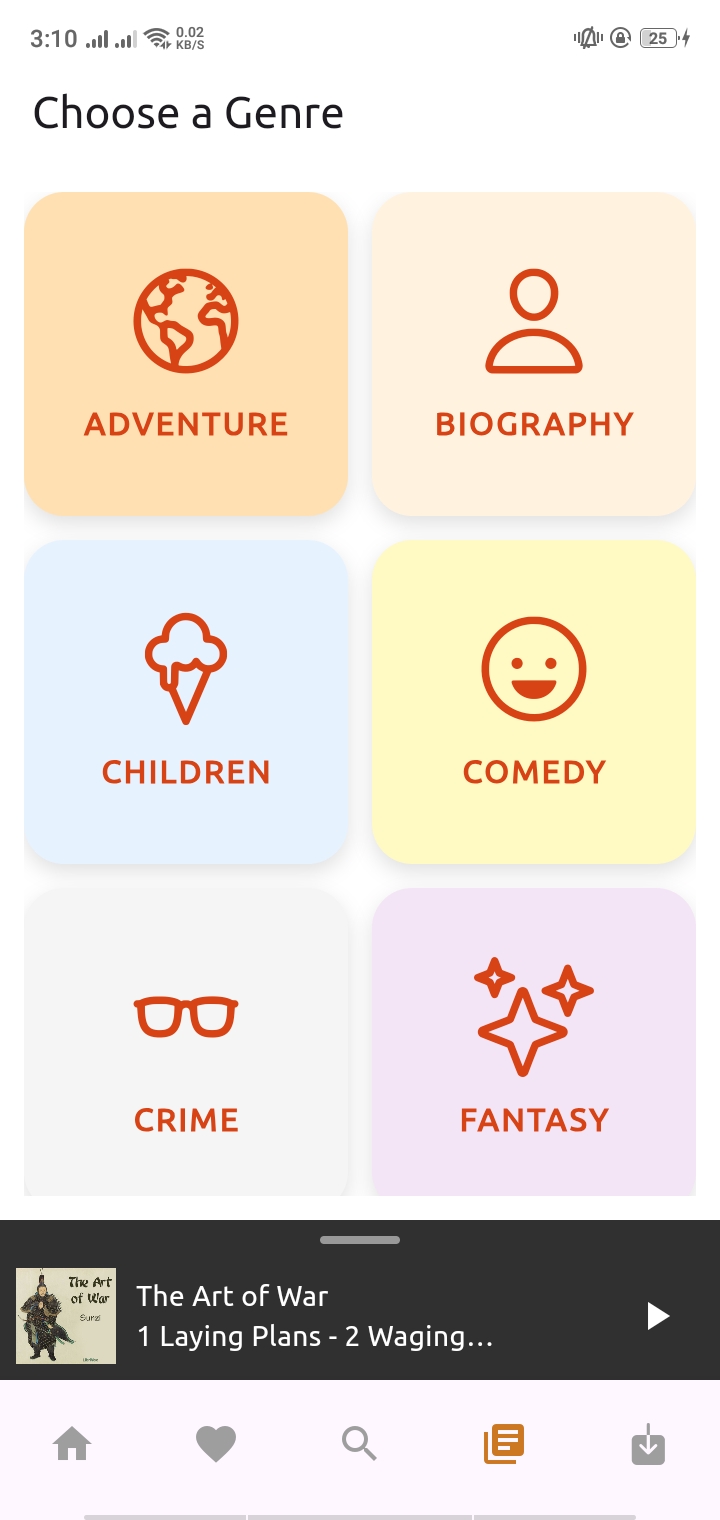 3:10
0.02
KB/S
25
Choose a Genre
ADVENTURE
BIOGRAPHY
CHILDREN
COMEDY
CRIME
FANTASY
The Art
of War
Sunzi
The Art of War
1 Laying Plans - 2 Waging...